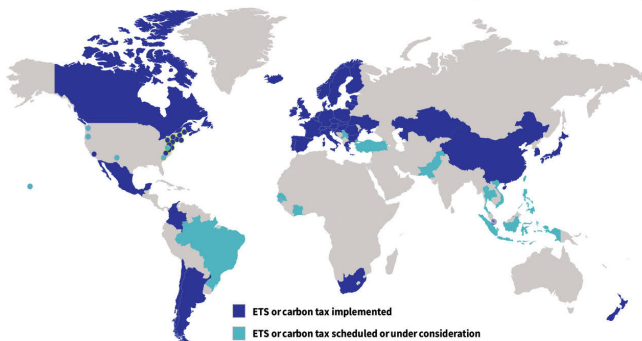 ETS or carbon tax implemented
ETS or carbon tax scheduled or under consideration